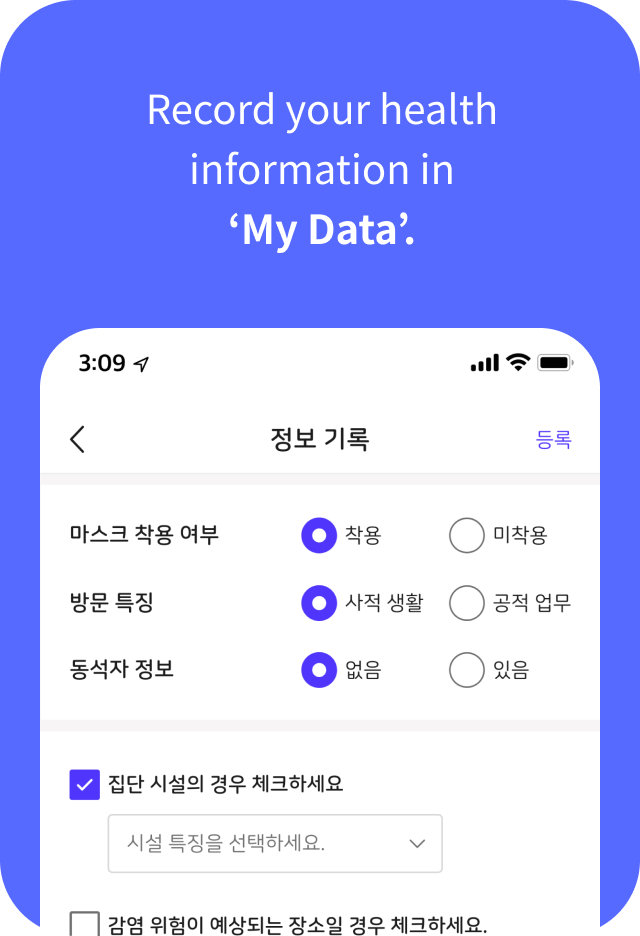 Record your health
information in
‘My Data’.
3:09
정보 기록
등록
마스크 착용 여부 착용 미착용
방문 특징 사적 생활 공적 업무
동석자 정보 없음 있음
집단 시설의 경우 체크하세요
시설 특징을 선택하세요.
감염 위험이 예상되는 장소일 경우 체크하세요.